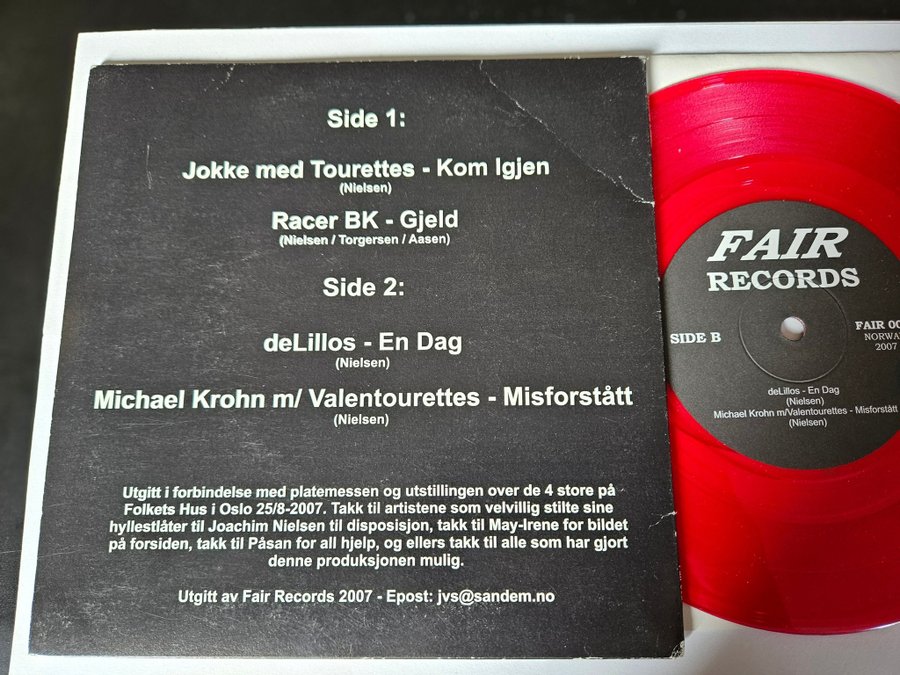 Side 1:
Jokke med Tourettes - Kom Igjen
(Nielsen)
Racer BK - Gjeld
(Nielsen / Torgersen / Aasen)
Side 2:
deLillos - En Dag
(Nielsen)
Michael Krohn m/ Valentourettes - Misforstått
(Nielsen)
Utgitt i forbindelse med platemessen og utstillingen over de 4 store på
Folkets Hus i Oslo 25/8-2007. Takk til artistene som velvillig stilte sine
hyllestlåter til Joachim Nielsen til disposisjon, takk til May-Irene for bildet
på forsiden, takk til Påsan for all hjelp, og ellers takk til alle som har gjort
denne produksjonen mulig.
Utgitt av Fair Records 2007 - Epost: jvs@sandem.no
FAIR
RECORDS
SIDE B
FAIR
2007
deLillos - En Dag
(Nielsen)
Michael Krohn m/Valentourettes - Misforstått
(Nielsen)